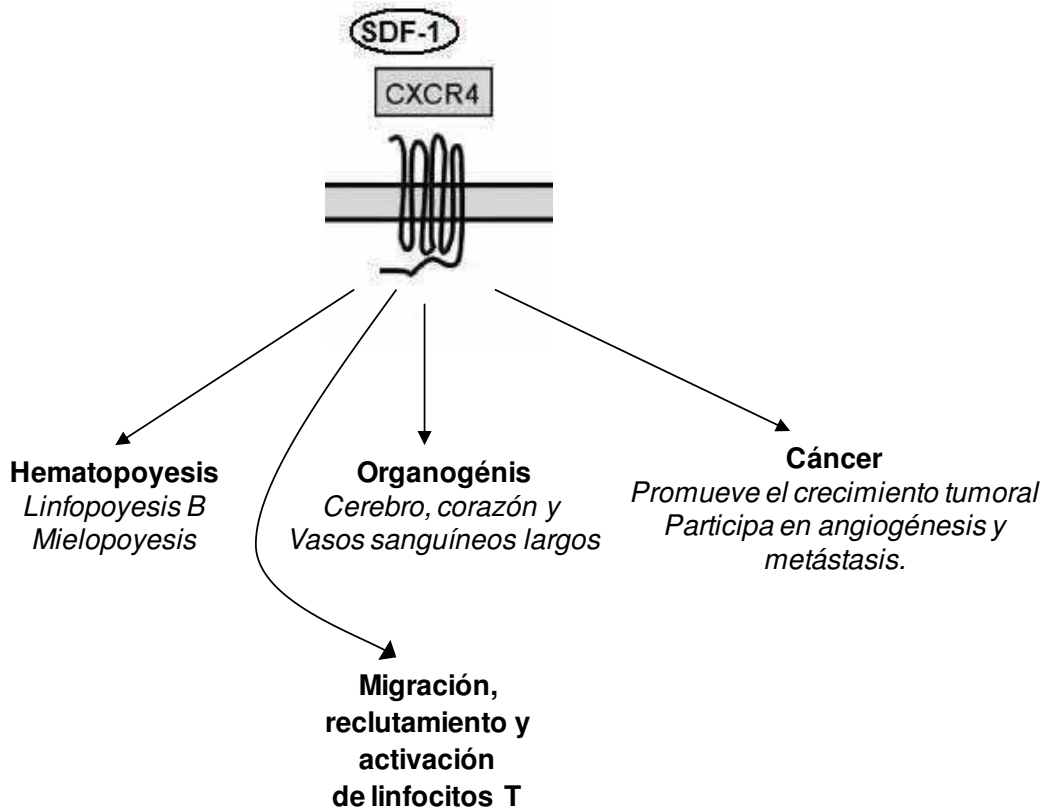 SDF-1
CXCR4
Hematopoyesis
Linfopoyesis B
Mielopoyesis
Organogénis
Cerebro, corazón y
Vasos sanguíneos largos
Cáncer
Promueve el crecimiento tumoral
Participa en angiogénesis y
metástasis.
Migración,
reclutamiento y
activación
de linfocitos T